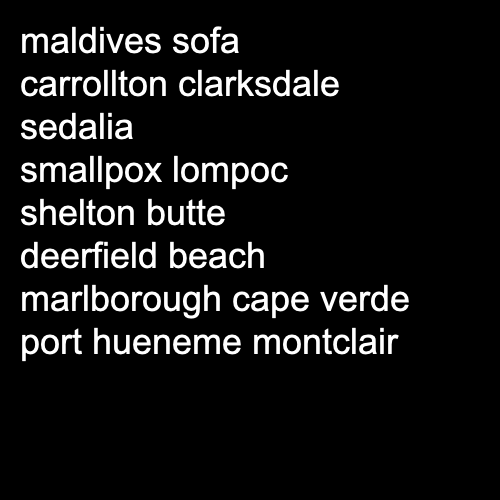 maldives sofa
carrollton clarksdale
sedalia
smallpox lompoc
shelton butte
deerfield beach
marlborough cape verde
port hueneme montclair